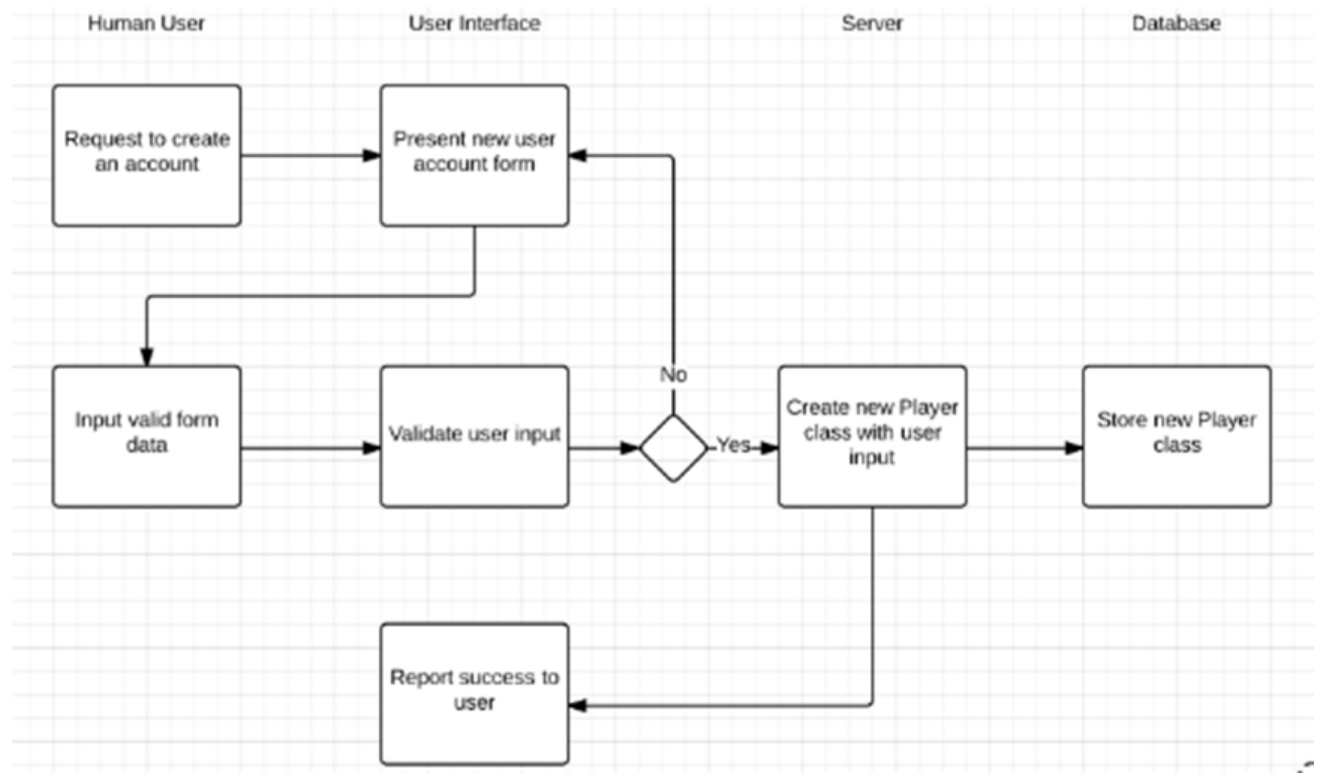 Human User
User Interface
Server
Database
Request to create
an account
Present new user
account form
Input valid form
data
Validate user input
No
Yes
Create new Player
class with user
input
Store new Player
class
Report success to
user